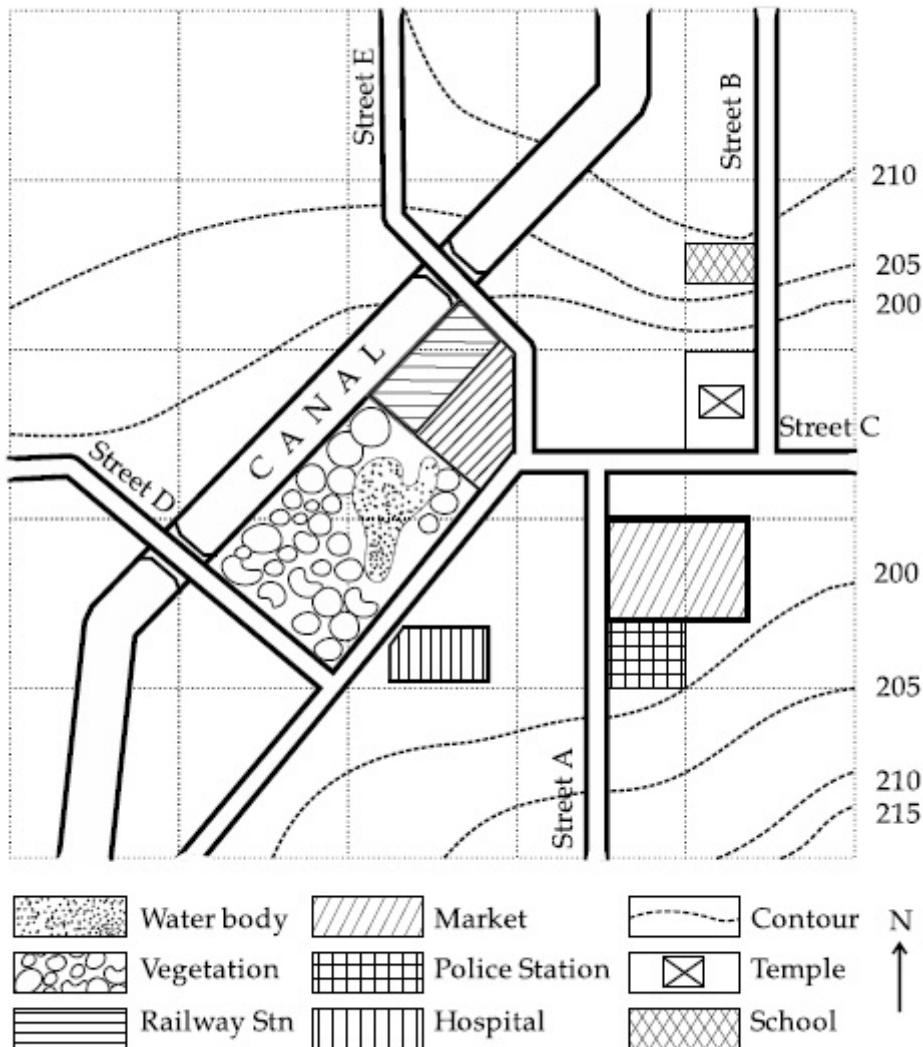 Street E
Street B
210
205
200
CANAL
Street C
Street D
200
205
Street A
210
215
Water body
Market
Contour
N
Vegetation
Police Station
Temple
Railway Stn
Hospital
School